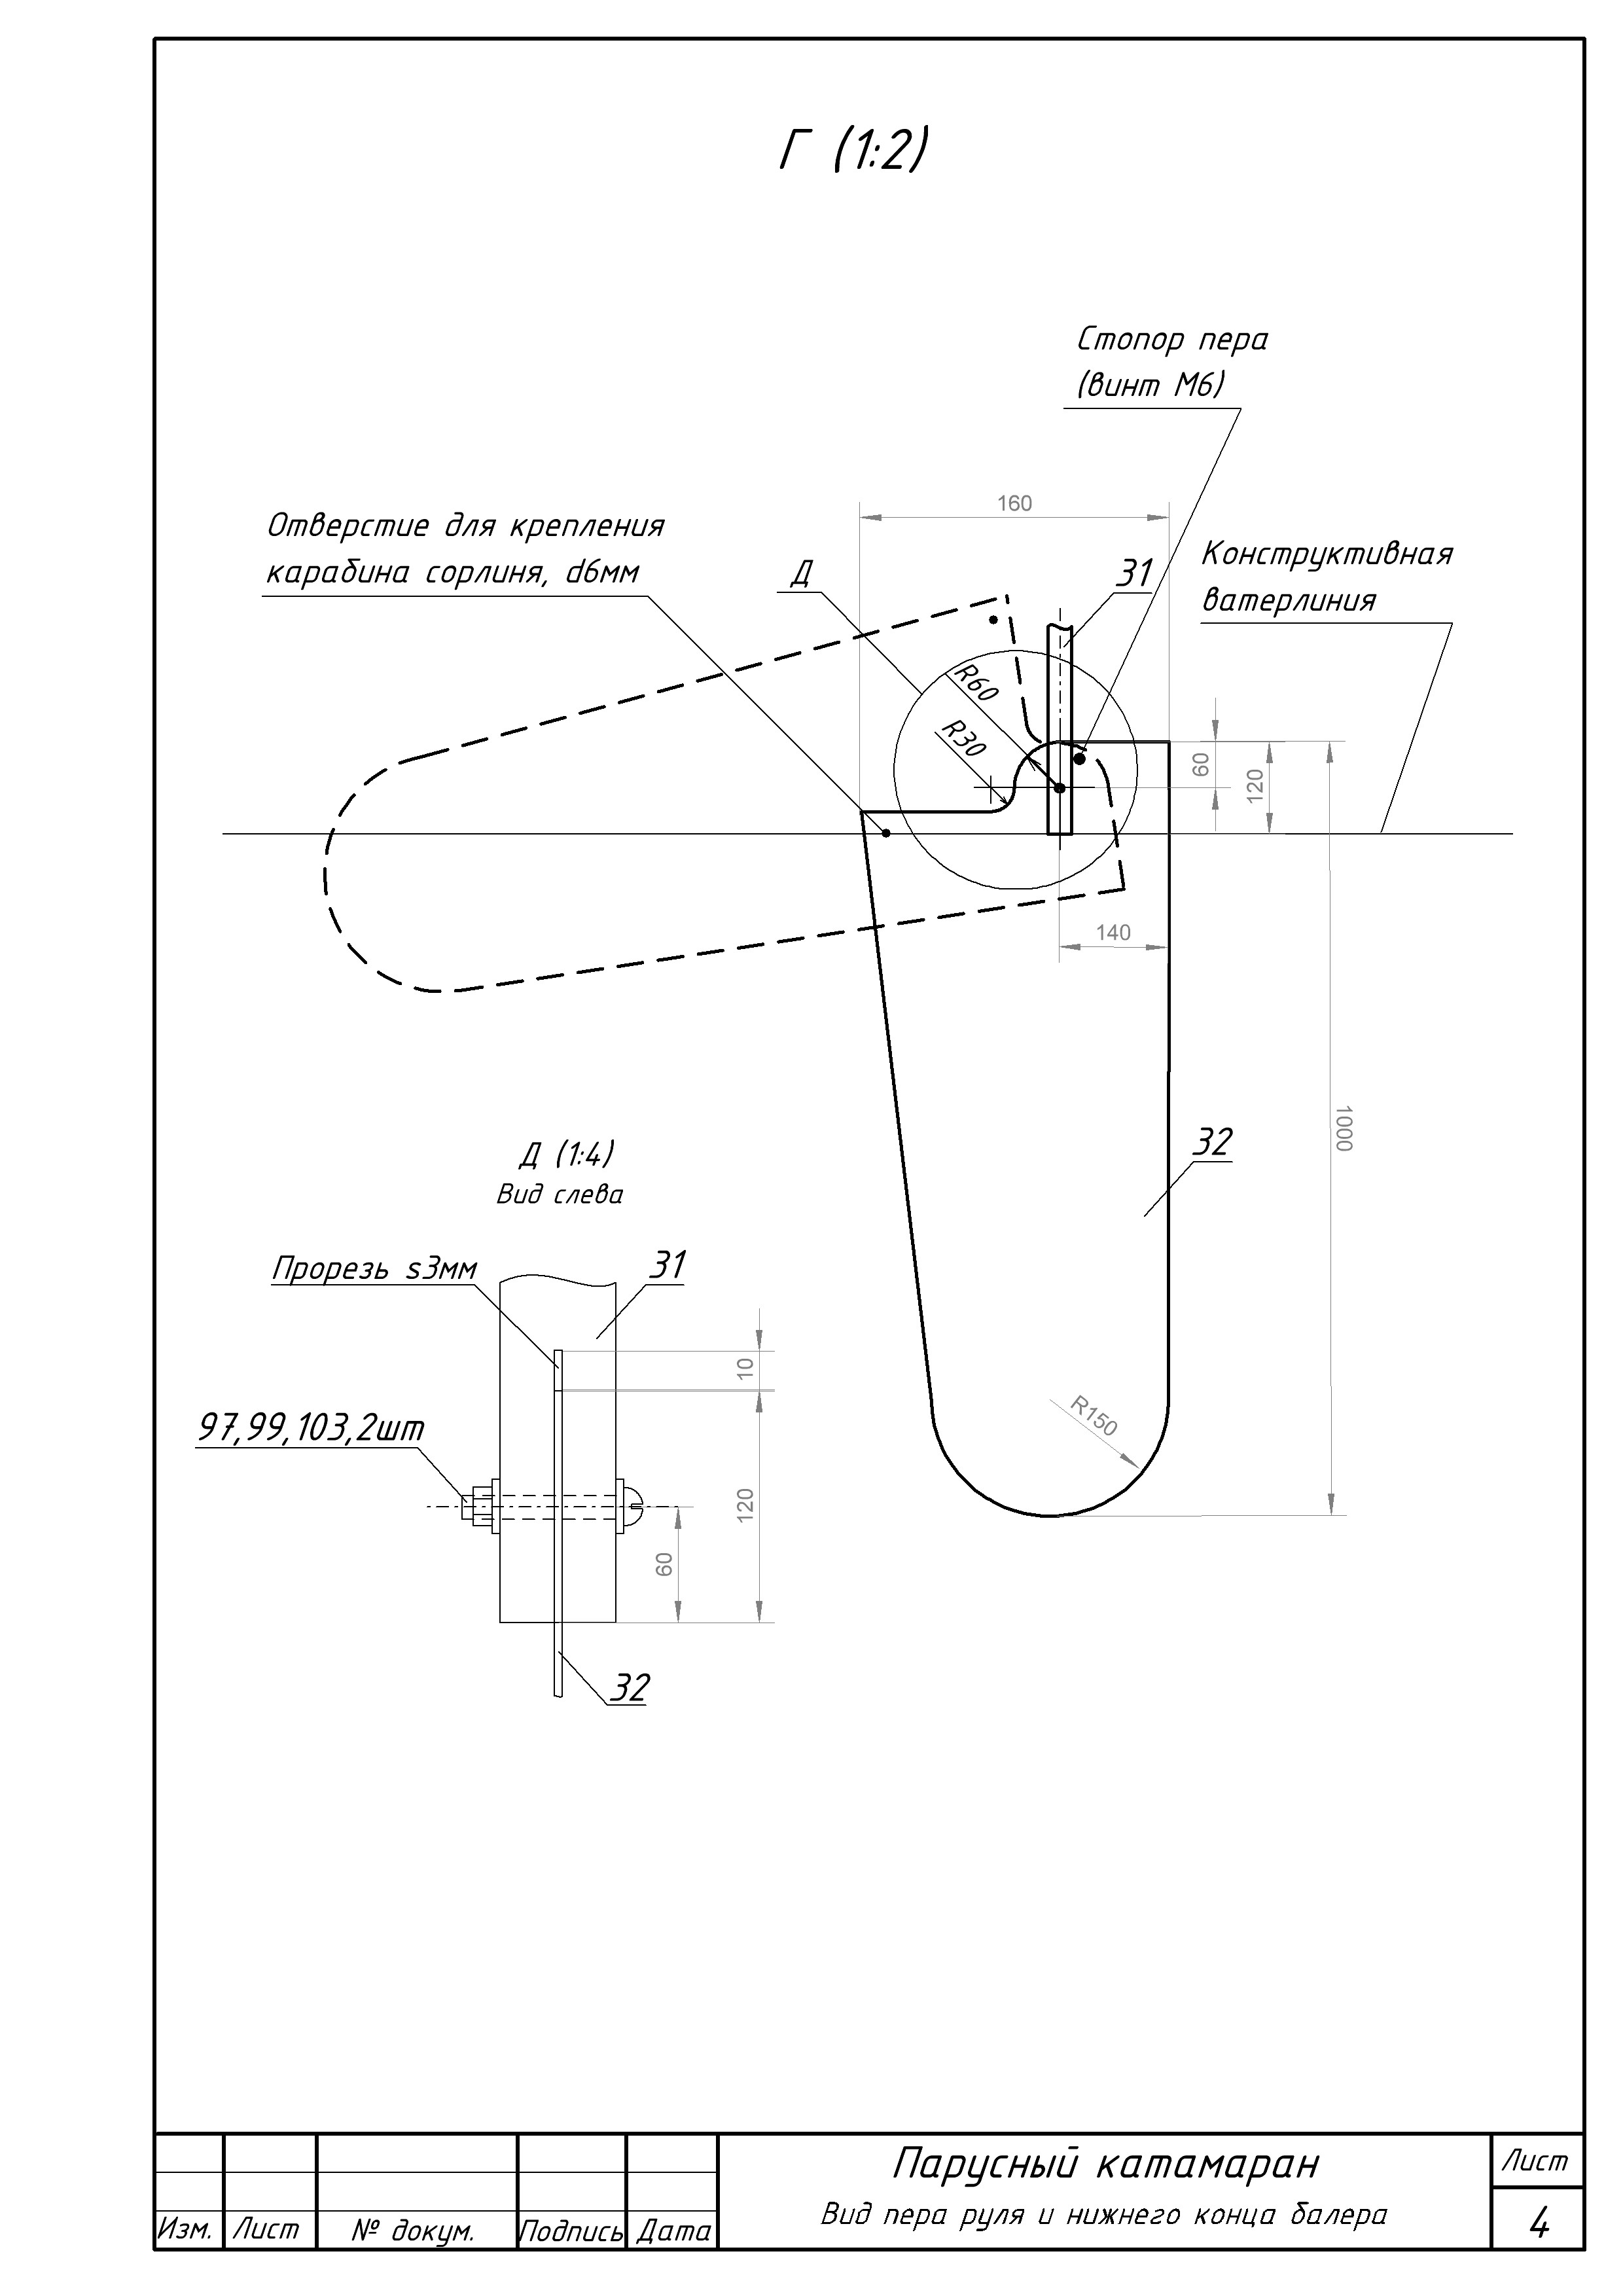 Г (1:2)
Стопор пера
(винт М6)
160
Отверстие для крепления
карабина сорлиня, d6мм
Д
31
Конструктивная
ватерлиния
R60
R30
60
120
140
1000
32
R150
Д (1:4)
Вид слева
Прорезь s3мм
31
10
97,99,103,2шт
120
60
32
Изм.
Лист
№ докум.
Подпись
Дата
Парусный катамаран
Вид пера руля и нижнего конца балера
Лист
4